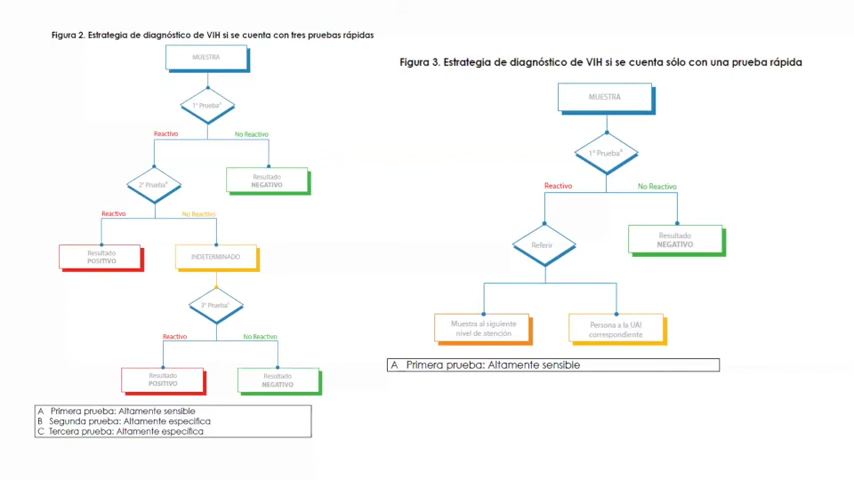 Figura 2. Estrategia de diagnóstico de VIH si se cuenta con tres pruebas rápidas
MUESTRA
1° Prueba A
Reactivo
No Reactivo
2° Prueba
Resultado
NEGATIVO
Reactivo
No Reactivo
Resultado
POSITIVO
INDETERMINADO
3° Prueba
Reactivo
No Reactivo
Resultado
POSITIVO
Resultado
NEGATIVO
A Primera prueba: Altamente sensible
B Segunda prueba: Altamente específica
C Tercera prueba: Altamente específica
Figura 3. Estrategia de diagnóstico de VIH si se cuenta sólo con una prueba rápida
MUESTRA
1° Prueba A
Reactivo
No Reactivo
Referir
Resultado
NEGATIVO
Muestra al siguiente
nivel de atención
Persona a la UAI
correspondiente
A Primera prueba: Altamente sensible